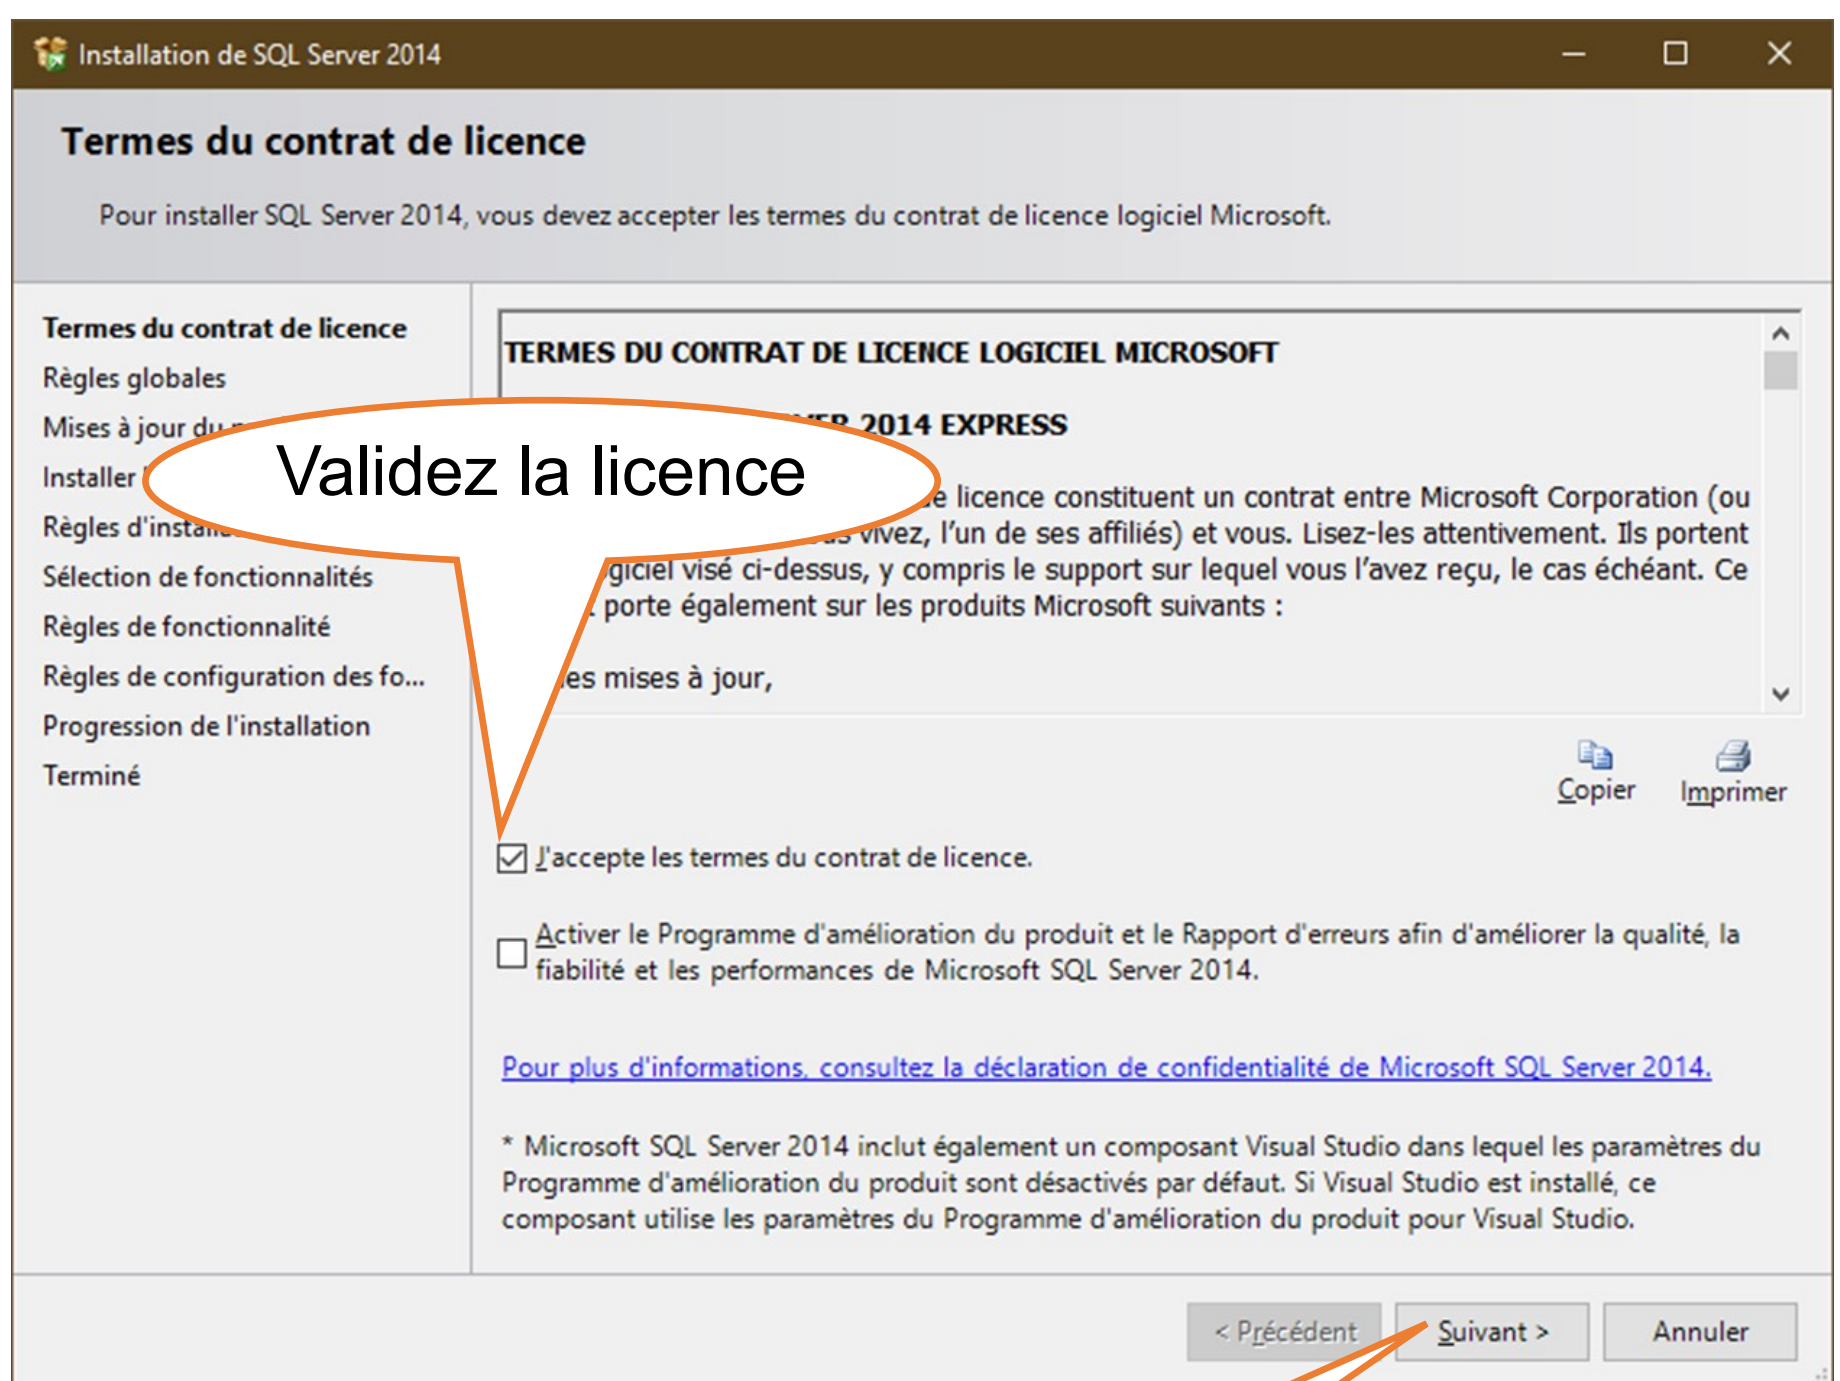 Installation de SQL Server 2014
Termes du contrat de licence
Pour installer SQL Server 2014, vous devez accepter les termes du contrat de licence logiciel Microsoft.
Termes du contrat de licence
Règles globales
Mises à jour du
Installer
Règles d'install
Sélection de fonctionnalités
Règles de fonctionnalité
Règles de configuration des fo...
Progression de l'installation
Terminé
TERMES DU CONTRAT DE LICENCE LOGICIEL MICROSOFT
2014 EXPRESS
Validez la licence
licence constituent un contrat entre Microsoft Corporation (ou
vivez, l’un de ses affiliés) et vous. Lisez-les attentivement. Ils portent
ogiciel visé ci-dessus, y compris le support sur lequel vous l’avez reçu, le cas échéant. Ce
porte également sur les produits Microsoft suivants :
les mises à jour,
Copier
Imprimer
J'accepte les termes du contrat de licence.
Activer le Programme d'amélioration du produit et le Rapport d'erreurs afin d'améliorer la qualité, la
fiabilité et les performances de Microsoft SQL Server 2014.
Pour plus d'informations, consultez la déclaration de confidentialité de Microsoft SQL Server 2014.
* Microsoft SQL Server 2014 inclut également un composant Visual Studio dans lequel les paramètres du
Programme d'amélioration du produit sont désactivés par défaut. Si Visual Studio est installé, ce
composant utilise les paramètres du Programme d'amélioration du produit pour Visual Studio.
< Précédent
Suivant >
Annuler